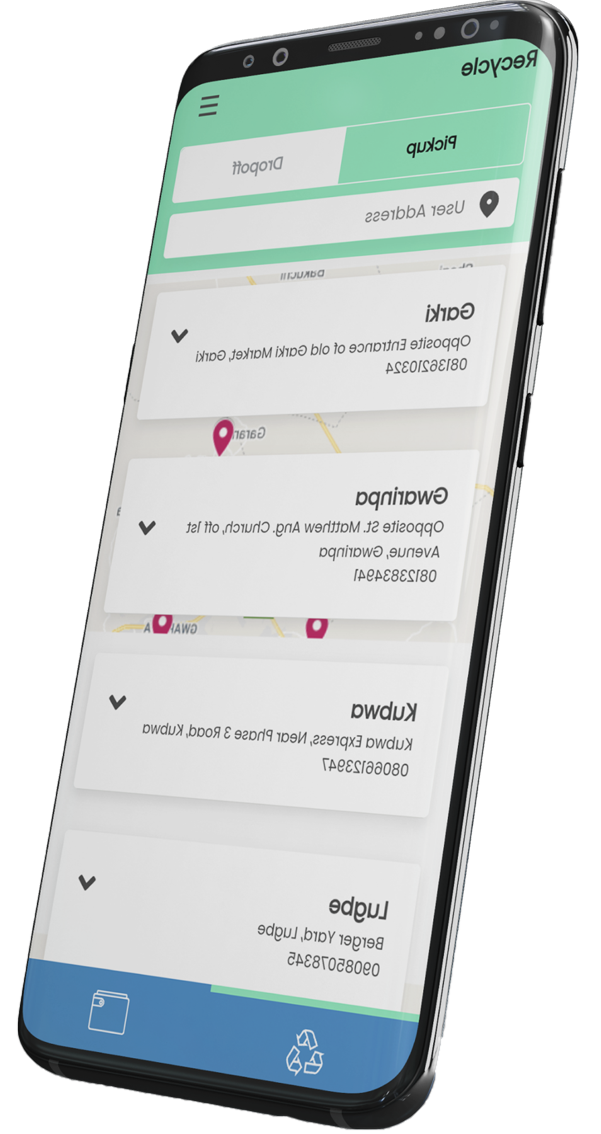 Recycle
Pickup
Dropoff
User Address
Bakuchi
Garki
Opposite Entrance of old Garki Market, Garki
08136210324
Gwarinpa
Opposite St. Matthew Ang. Church, off 1st
Avenue, Gwarinpa
08123834941
Kubwa
Kubwa Express, Near Phase 3 Road, Kubwa
08066123947
Lugbe
Berger Yard, Lugbe
09085078345